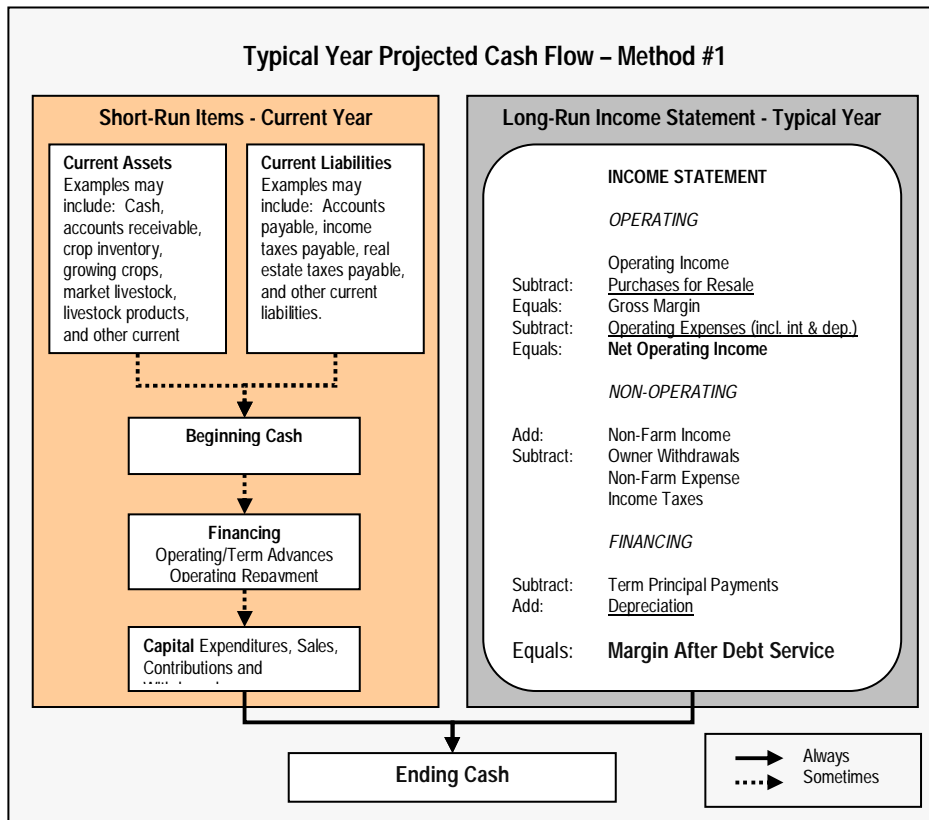 Typical Year Projected Cash Flow – Method #1
Short-Run Items - Current Year
Current Assets
Examples may
include: Cash,
accounts receivable,
crop inventory,
growing crops,
market livestock,
livestock products,
and other current
Current Liabilities
Examples may
include: Accounts
payable, income
taxes payable, real
estate taxes payable,
and other current
liabilities.
Beginning Cash
Financing
Operating/Term Advances
Operating Repayment
Capital Expenditures, Sales,
Contributions and
Long-Run Income Statement - Typical Year
INCOME STATEMENT
OPERATING
Operating Income
Subtract: Purchases for Resale
Equals: Gross Margin
Subtract: Operating Expenses (incl. int & dep.)
Equals: Net Operating Income
NON-OPERATING
Add: Non-Farm Income
Subtract: Owner Withdrawals
Non-Farm Expense
Income Taxes
FINANCING
Subtract: Term Principal Payments
Add: Depreciation
Equals: Margin After Debt Service
Ending Cash
Always
Sometimes